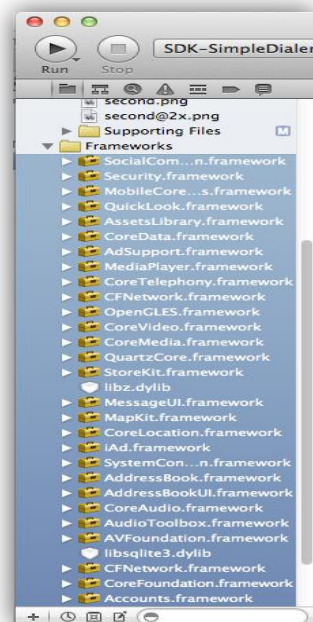 SDK-SimpleDialer
Run
Stop
second.png
second@2x.png
Supporting Files
M
Frameworks
SocialCom...n.framework
Security.framework
MobileCore...s.framework
QuickLook.framework
AssetsLibrary.framework
CoreData.framework
AdSupport.framework
MediaPlayer.framework
CoreTelephony.framework
CFNetwork.framework
OpenGLES.framework
CoreVideo.framework
CoreMedia.framework
QuartzCore.framework
StoreKit.framework
libz.dylib
MessageUI.framework
MapKit.framework
CoreLocation.framework
iAd.framework
SystemCon...n.framework
AddressBook.framework
AddressBookUI.framework
CoreAudio.framework
AudioToolbox.framework
AVFoundation.framework
libsqlite3.dylib
CFNetwork.framework
CoreFoundation.framework
Accounts.framework